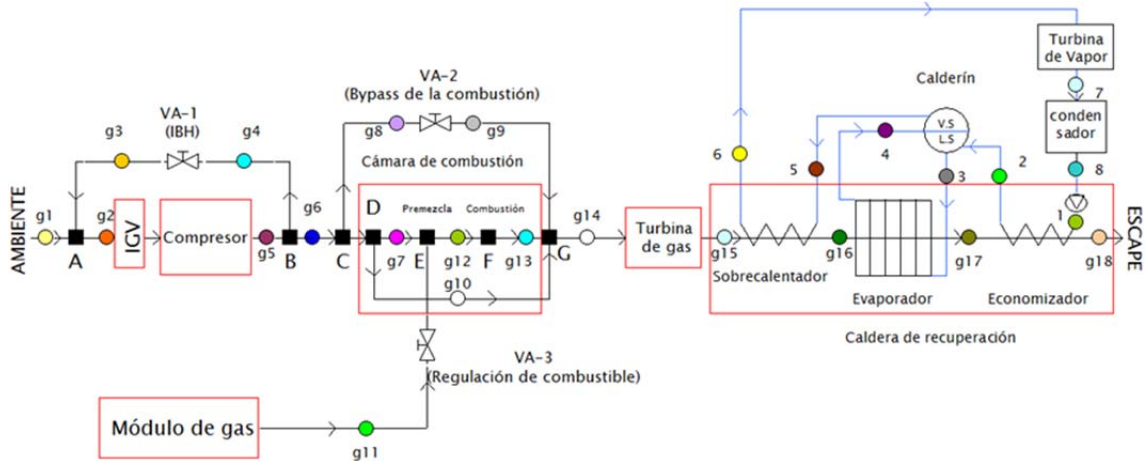 VA-1
(IBH)
g3
g4
VA-2
(Bypass de la combustión)
g8
g9
Cámara de combustión
AMBIENTE
g1
g2
A
IGV
Compresor
g5
g6
B
C
D
Premezcla
Combustión
g7
E
g12
F
g13
G
g14
g10
VA-3
(Regulación de combustible)
Módulo de gas
g11
Turbina
de gas
g15
Sobrecalentador
g16
Evaporador
g17
Economizador
g18
ESCAPE
Caldera de recuperación
6
5
4
Calderín
V.S
L.S
3
2
1
Turbina
de Vapor
7
conden
sador
8